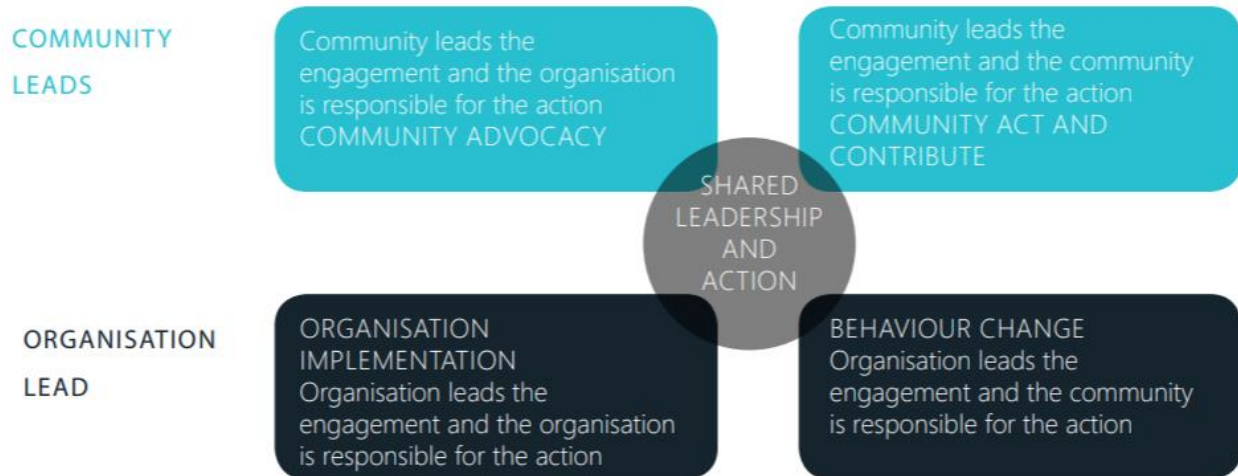 COMMUNITY
LEADS
Community leads the
engagement and the organisation
is responsible for the action
COMMUNITY ADVOCACY
Community leads the
engagement and the community
is responsible for the action
COMMUNITY ACT AND
CONTRIBUTE
SHARED
LEADERSHIP
AND
ACTION
ORGANISATION
LEAD
ORGANISATION
IMPLEMENTATION
Organisation leads the
engagement and the organisation
is responsible for the action
BEHAVIOUR CHANGE
Organisation leads the
engagement and the community
is responsible for the action